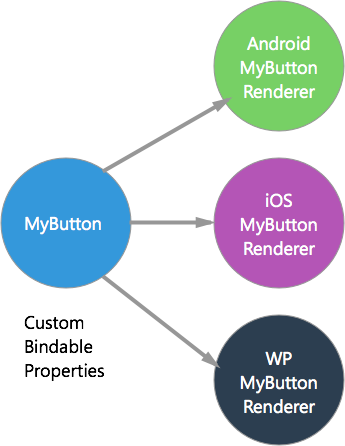 Android
MyButton
Renderer
MyButton
iOS
MyButton
Renderer
Custom
Bindable
Properties
WP
MyButton
Renderer